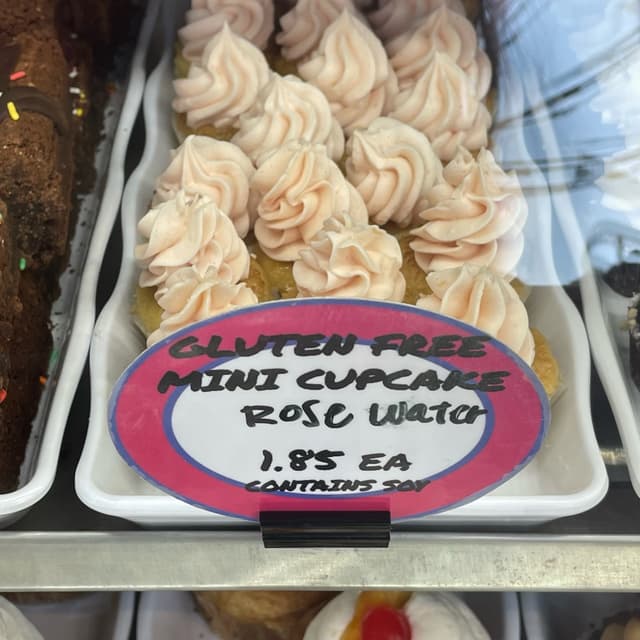 GLUTEN FREE
MINI CUPCAKE
ROSE WATER
1.85 EA
CONTAINS SOY